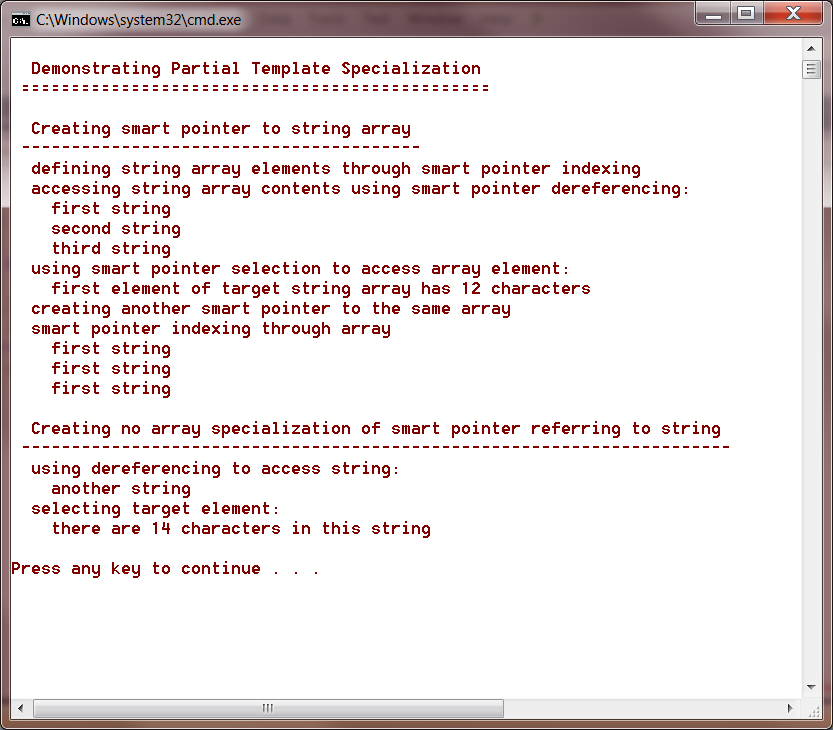 C:\Windows\system32\cmd.exe
Demonstrating Partial Template Specialization
===============================================
Creating smart pointer to string array
----------------------------------------
defining string array elements through smart pointer indexing
accessing string array contents using smart pointer dereferencing:
first string
second string
third string
using smart pointer selection to access array element:
first element of target string array has 12 characters
creating another smart pointer to the same array
smart pointer indexing through array
first string
first string
first string
Creating no array specialization of smart pointer referring to string
-----------------------------------------------------------------------
using dereferencing to access string:
another string
selecting target element:
there are 14 characters in this string
Press any key to continue . . .